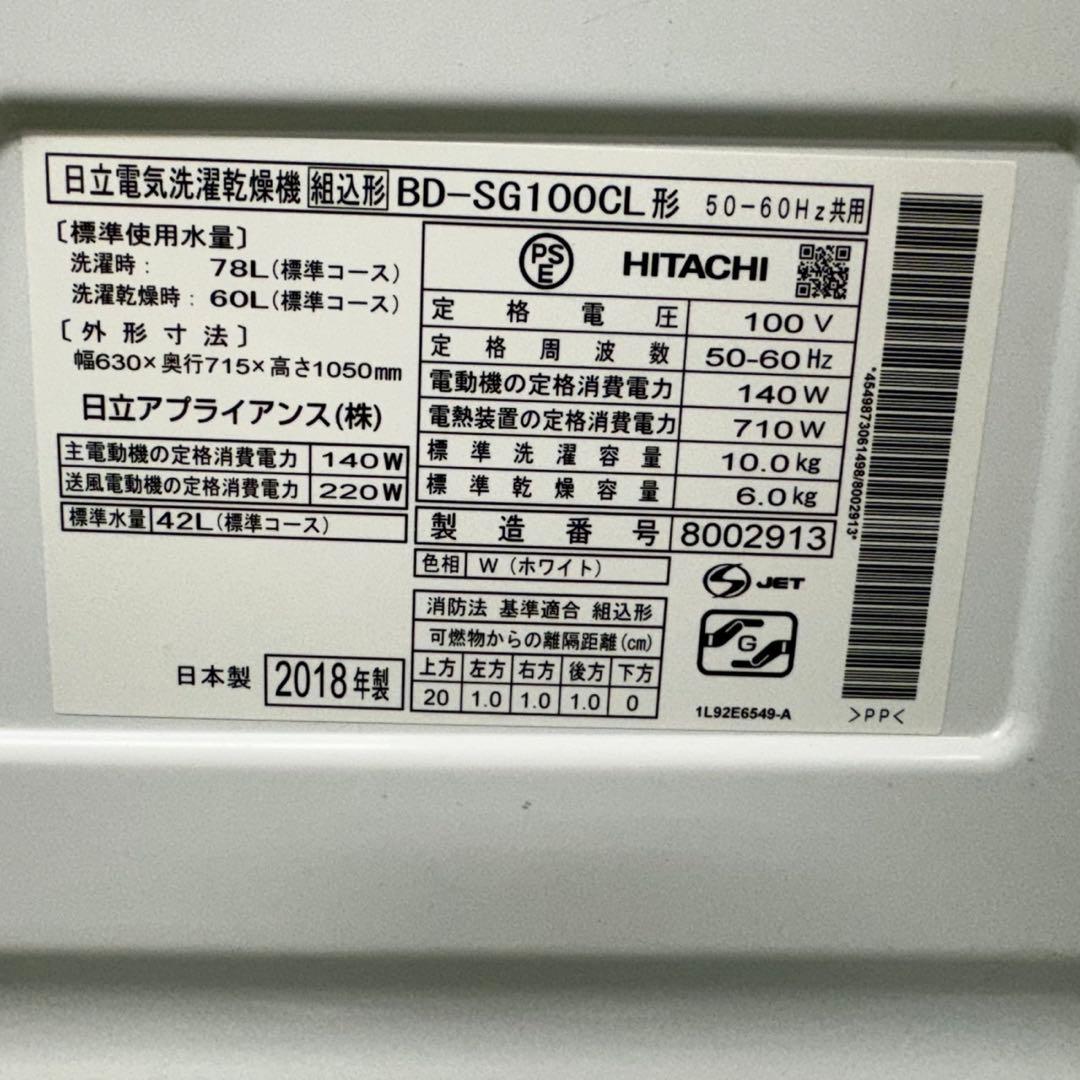 日立電気洗濯乾燥機 組込形 BD-SG100CL形 50-60Hz共用
〔標準使用水量〕
洗濯時: 78L(標準コース)
洗濯乾燥時: 60L(標準コース)
〔外形寸法〕
幅630×奥行715×高さ1050mm
日立アプライアンス(株)
主電動機の定格消費電力 140W
送風電動機の定格消費電力 220W
標準水量 42L(標準コース)
日本製 2018年製
PSE HITACHI
定格電圧 100V
定格周波数 50-60Hz
電動機の定格消費電力 140W
電熱装置の定格消費電力 710W
標準洗濯容量 10.0kg
標準乾燥容量 6.0kg
製造番号 8002913
色相 W(ホワイト)
消防法 基準適合 組込形
可燃物からの離隔距離(cm)
上方 左方 右方 後方 下方
20 1.0 1.0 1.0 0
S JET
G
1L92E6549-A
*4549873061498/8002913*
>PP<